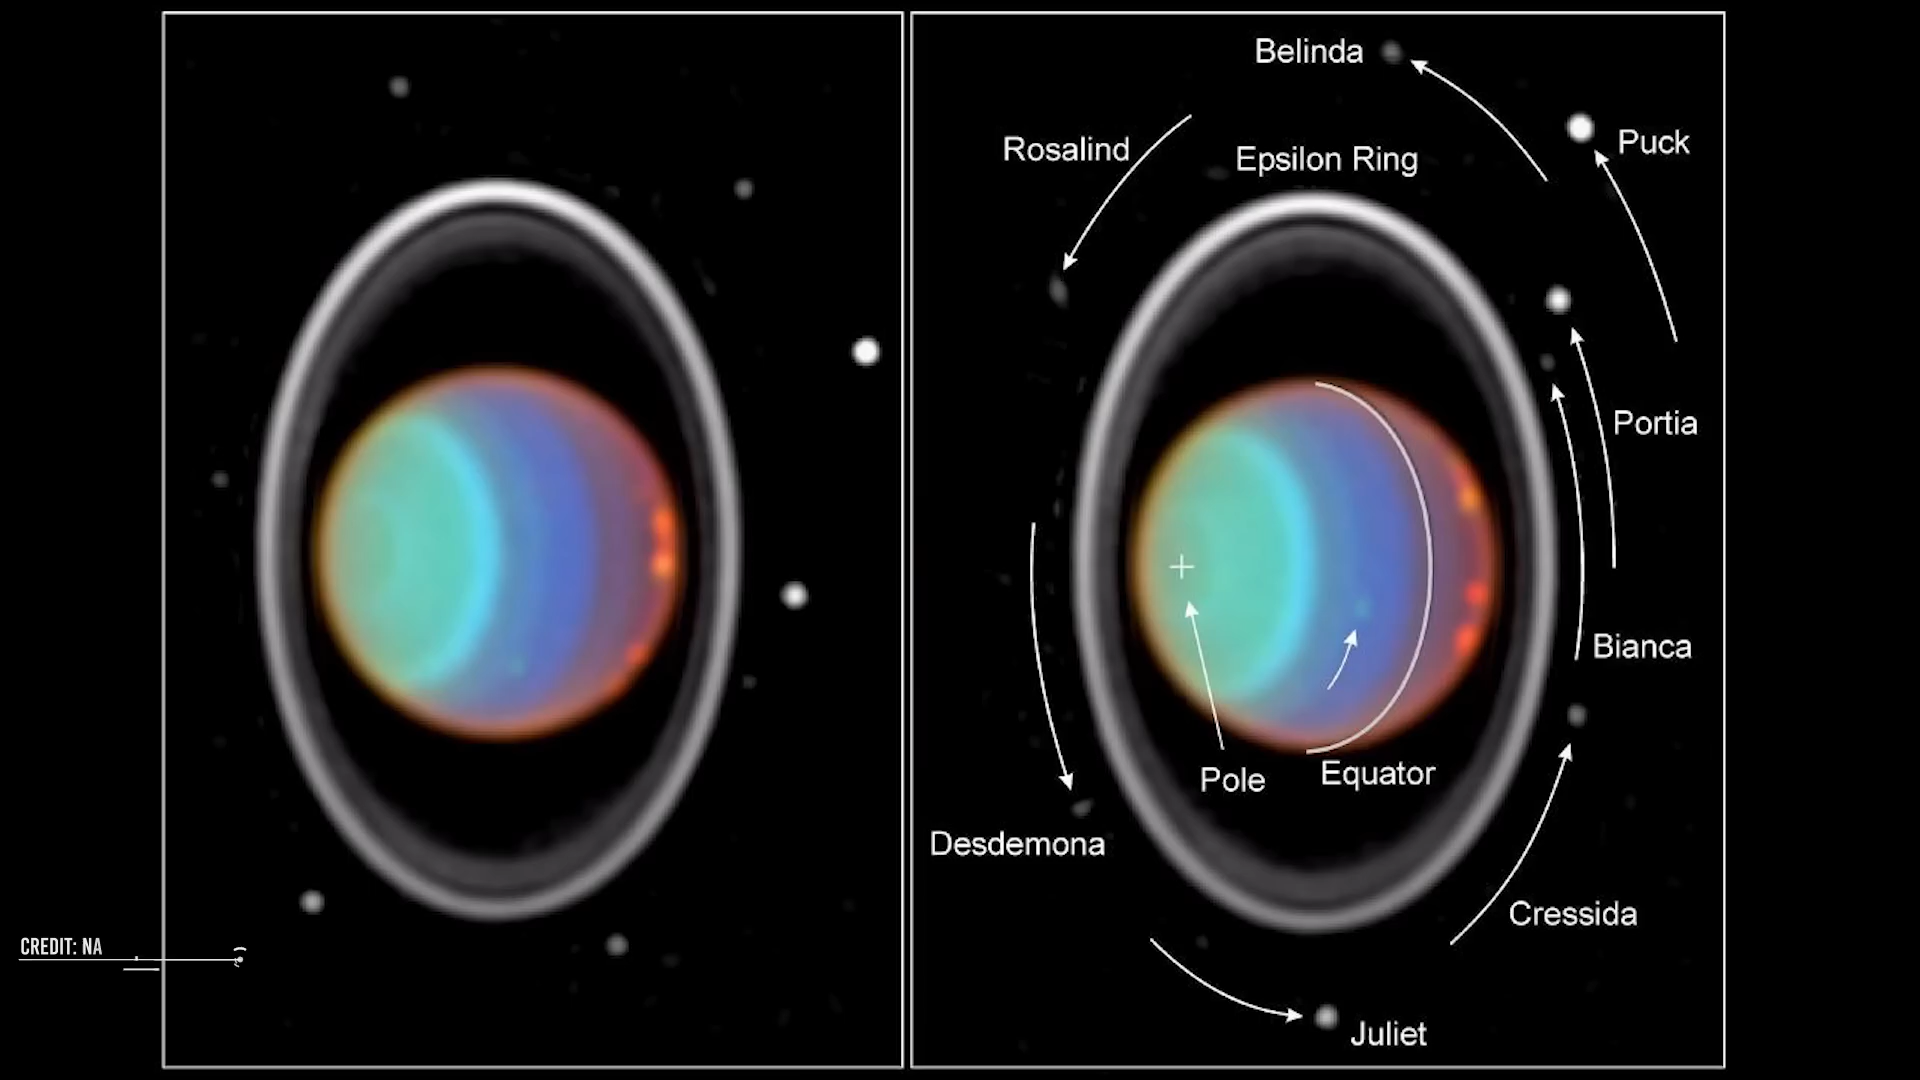 Belinda
Puck
Rosalind
Epsilon Ring
Portia
Bianca
Pole
Equator
Desdemona
Cressida
CREDIT: NA
Juliet